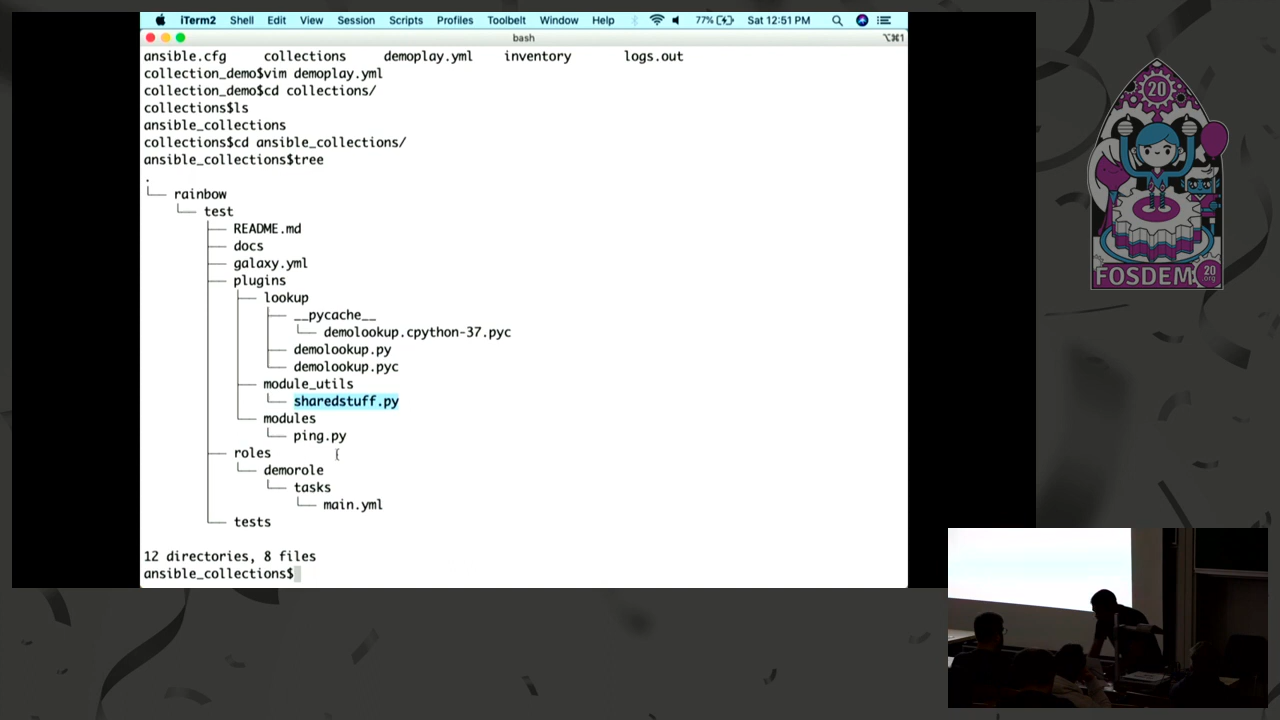 iTerm2 Shell Edit View Session Scripts Profiles Toolbelt Window Help 77% Sat 12:51 PM
bash ⌥⌘1
ansible.cfg collections demoplay.yml inventory logs.out
collection_demo$vim demoplay.yml
collection_demo$cd collections/
collections$ls
ansible_collections
collections$cd ansible_collections/
ansible_collections$tree
.
└── rainbow
    └── test
        ├── README.md
        ├── docs
        ├── galaxy.yml
        ├── plugins
        │   ├── lookup
        │   │   ├── __pycache__
        │   │   │   └── demolookup.cpython-37.pyc
        │   │   ├── demolookup.py
        │   │   └── demolookup.pyc
        │   ├── module_utils
        │   │   └── sharedstuff.py
        │   └── modules
        │       └── ping.py
        ├── roles
        │   └── demorole
        │       └── tasks
        │           └── main.yml
        └── tests
12 directories, 8 files
ansible_collections$
20
FOSDEM 20
.org